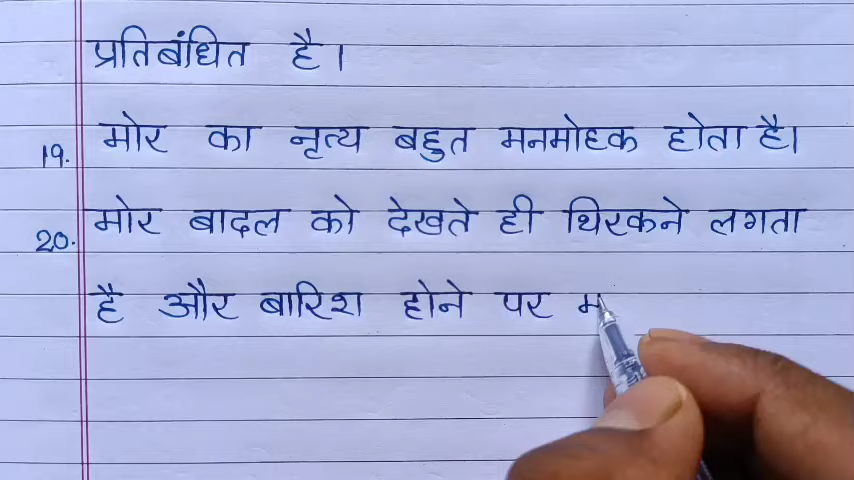 प्रतिबंधित है।
19. मोर का नृत्य बहुत मनमोहक होता है।
20. मोर बादल को देखते ही थिरकने लगता
है और बारिश होने पर म